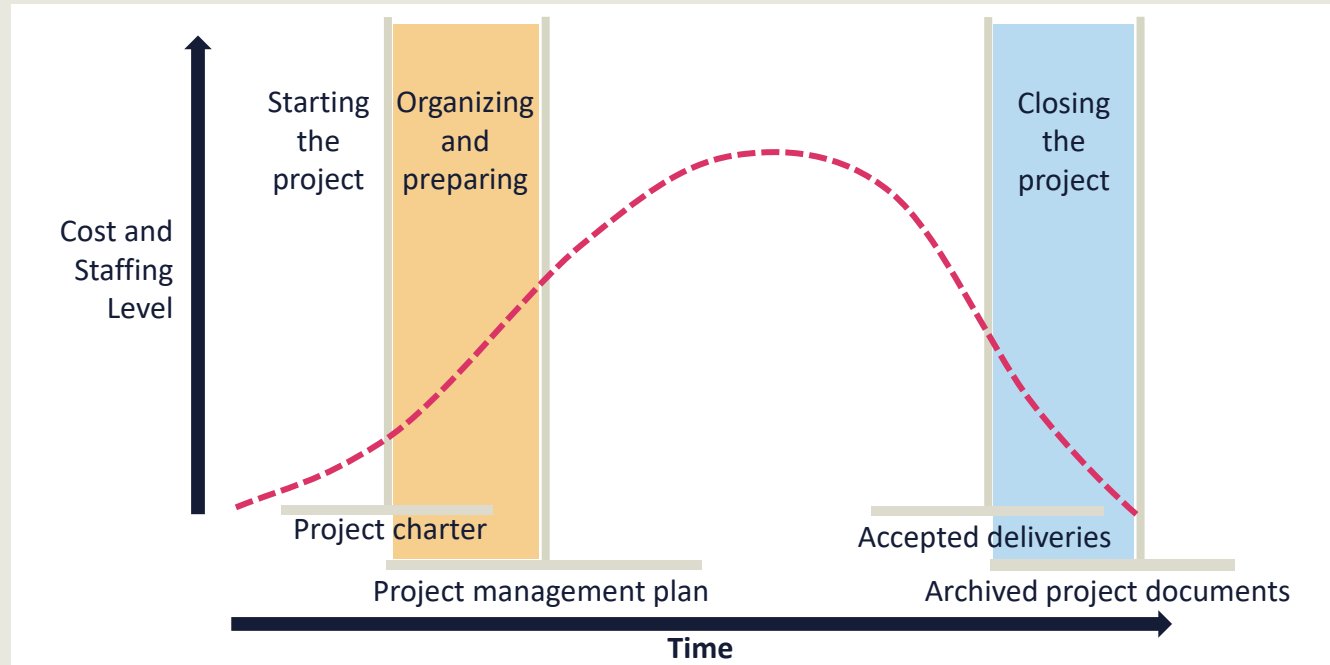 Starting
the
project
Organizing
and
preparing
Closing
the
project
Cost and
Staffing
Level
Project charter
Accepted deliveries
Project management plan
Archived project documents
Time